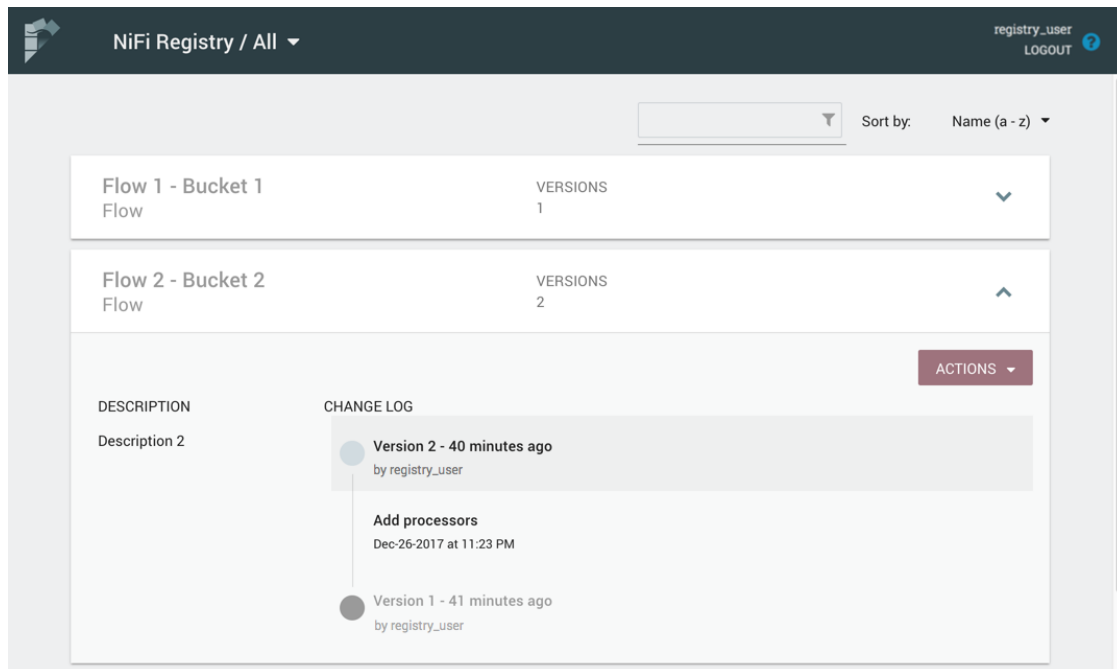 NiFi Registry / All
registry_user
LOGOUT
Sort by:
Name (a - z)
Flow 1 - Bucket 1
Flow
VERSIONS
1
Flow 2 - Bucket 2
Flow
VERSIONS
2
ACTIONS
DESCRIPTION
Description 2
CHANGE LOG
Version 2 - 40 minutes ago
by registry_user
Add processors
Dec-26-2017 at 11:23 PM
Version 1 - 41 minutes ago
by registry_user